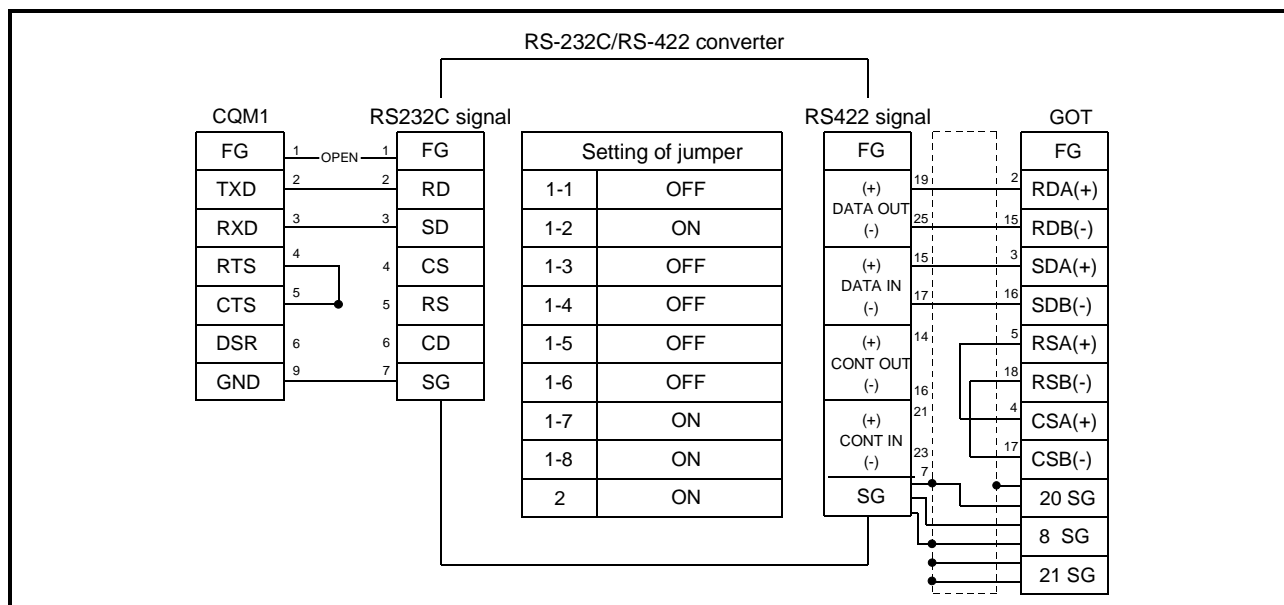 RS-232C/RS-422 converter
CQM1
RS232C signal
RS422 signal
GOT
FG 1 OPEN 1 FG
TXD 2 2 RD
RXD 3 3 SD
RTS 4 4 CS
CTS 5 5 RS
DSR 6 6 CD
GND 9 7 SG
Setting of jumper
1-1 OFF
1-2 ON
1-3 OFF
1-4 OFF
1-5 OFF
1-6 OFF
1-7 ON
1-8 ON
2 ON
FG
(+) 19
DATA OUT
(-) 25
(+) 15
DATA IN
(-) 17
(+) 14
CONT OUT
(-) 16
(+) 21
CONT IN
(-) 23
SG 7
FG
2 RDA(+)
15 RDB(-)
3 SDA(+)
16 SDB(-)
5 RSA(+)
18 RSB(-)
4 CSA(+)
17 CSB(-)
20 SG
8 SG
21 SG